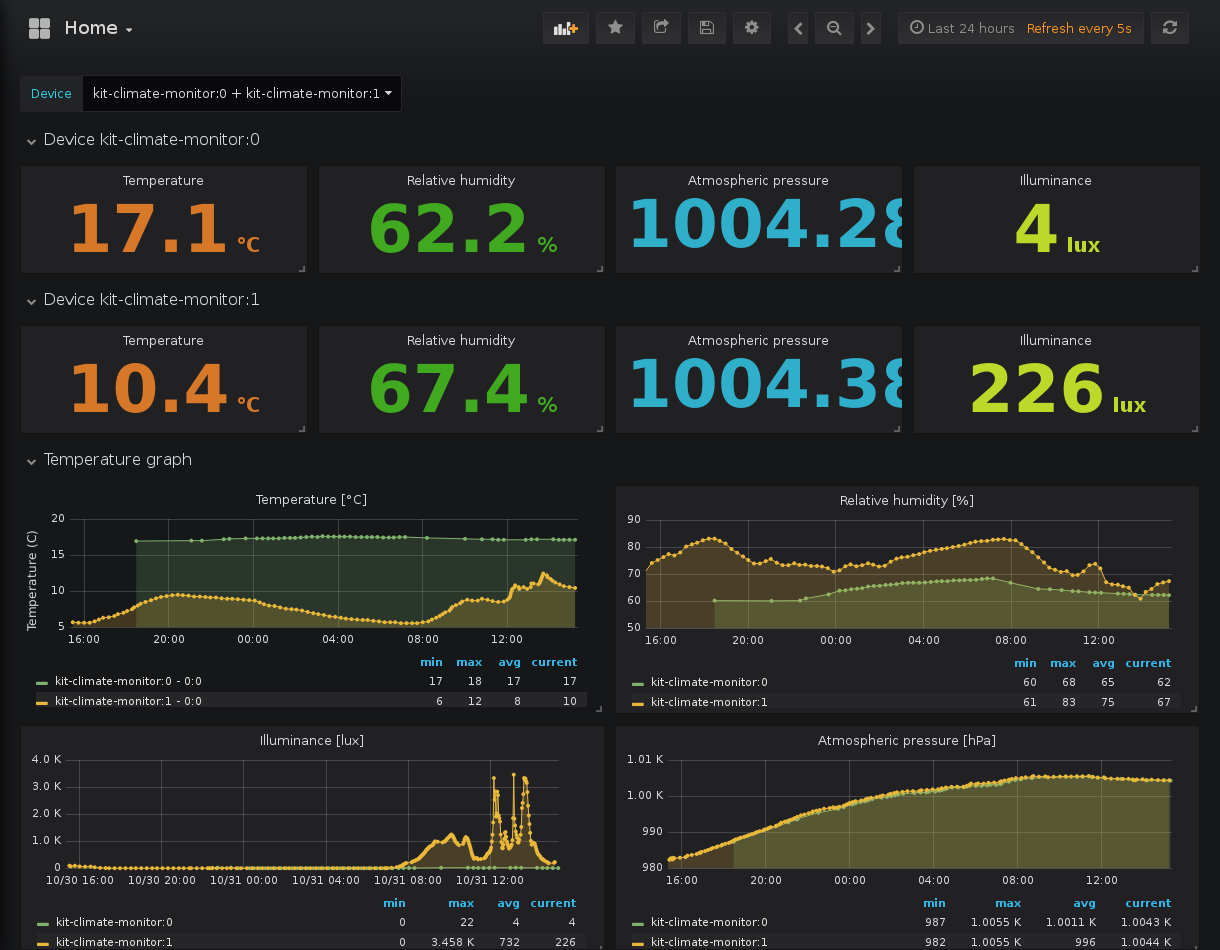 Home
Last 24 hours Refresh every 5s
Device kit-climate-monitor:0 + kit-climate-monitor:1
Device kit-climate-monitor:0
Temperature Relative humidity Atmospheric pressure Illuminance
17.1 °C 62.2 % 1004.28 4 lux
Device kit-climate-monitor:1
Temperature Relative humidity Atmospheric pressure Illuminance
10.4 °C 67.4 % 1004.38 226 lux
Temperature graph
Temperature [°C]
Temperature (C)
20
15
10
5
16:00 20:00 00:00 04:00 08:00 12:00
min max avg current
kit-climate-monitor:0 - 0:0 17 18 17 17
kit-climate-monitor:1 - 0:0 6 12 8 10
Relative humidity [%]
90
80
70
60
50
16:00 20:00 00:00 04:00 08:00 12:00
min max avg current
kit-climate-monitor:0 60 68 65 62
kit-climate-monitor:1 61 83 75 67
Illuminance [lux]
4.0 K
3.0 K
2.0 K
1.0 K
0
10/30 16:00 10/30 20:00 10/31 00:00 10/31 04:00 10/31 08:00 10/31 12:00
min max avg current
kit-climate-monitor:0 0 22 4 4
kit-climate-monitor:1 0 3.458 K 732 226
Atmospheric pressure [hPa]
1.01 K
1.00 K
990
980
16:00 20:00 00:00 04:00 08:00 12:00
min max avg current
kit-climate-monitor:0 987 1.0055 K 1.0011 K 1.0043 K
kit-climate-monitor:1 982 1.0055 K 996 1.0044 K